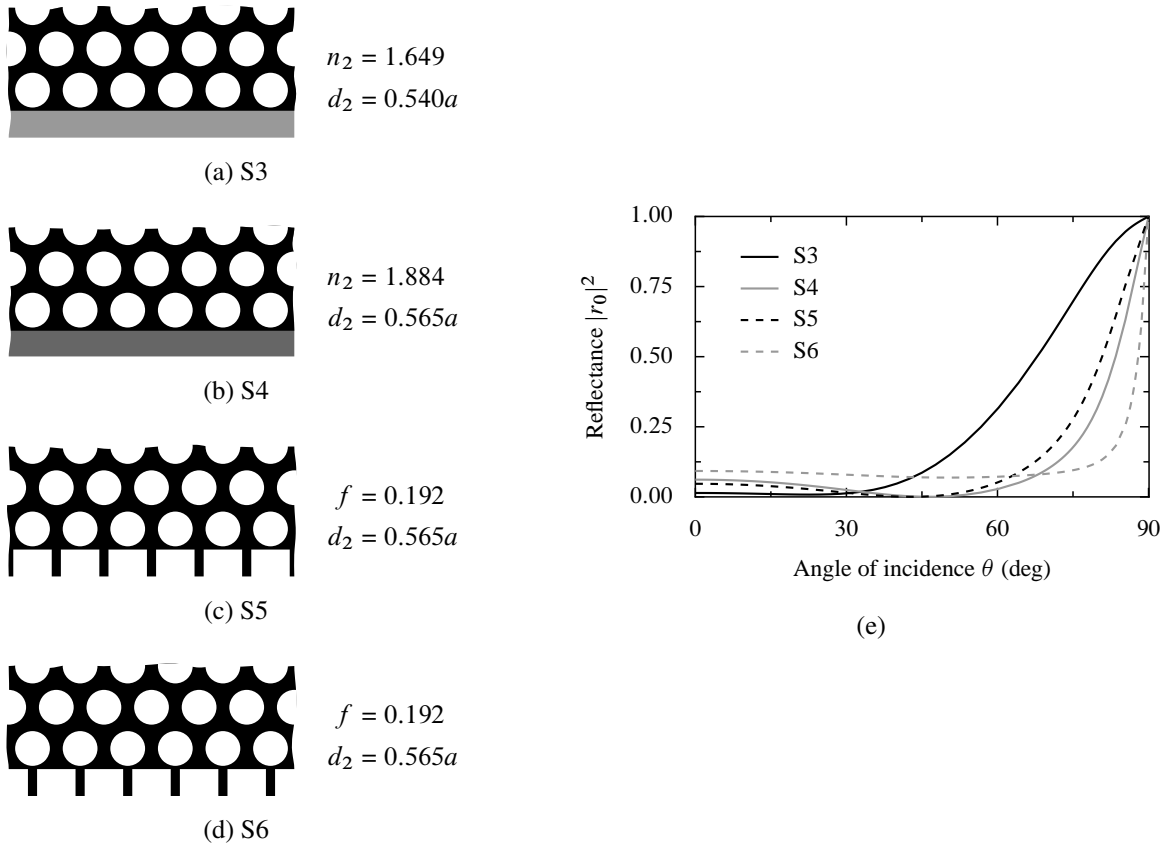 n₂ = 1.649
d₂ = 0.540a
(a) S3
n₂ = 1.884
d₂ = 0.565a
(b) S4
f = 0.192
d₂ = 0.565a
(c) S5
f = 0.192
d₂ = 0.565a
(d) S6
1.00
0.75
0.50
0.25
0.00
Reflectance |r₀|²
S3
S4
S5
S6
0 30 60 90
Angle of incidence θ (deg)
(e)